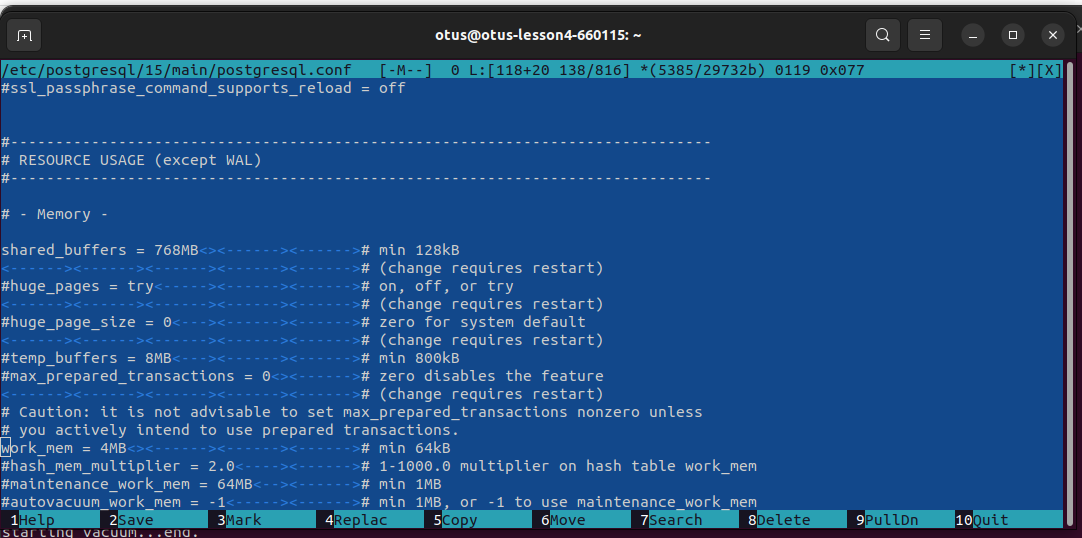 otus@otus-lesson4-660115: ~
/etc/postgresql/15/main/postgresql.conf   [-M--]  0 L:[118+20 138/816] *(5385/29732b) 0119 0x077   [*][X]
#ssl_passphrase_command_supports_reload = off
#------------------------------------------------------------------------------
# RESOURCE USAGE (except WAL)
#------------------------------------------------------------------------------
# - Memory -
shared_buffers = 768MB<><------><------># min 128kB
<------><------><------><------><------># (change requires restart)
#huge_pages = try<------><------><------># on, off, or try
<------><------><------><------><------># (change requires restart)
#huge_page_size = 0<---><------><------># zero for system default
<------><------><------><------><------># (change requires restart)
#temp_buffers = 8MB<---><------><------># min 800kB
#max_prepared_transactions = 0<><------># zero disables the feature
<------><------><------><------><------># (change requires restart)
# Caution: it is not advisable to set max_prepared_transactions nonzero unless
# you actively intend to use prepared transactions.
work_mem = 4MB<><------><------><------># min 64kB
#hash_mem_multiplier = 2.0<----><------># 1-1000.0 multiplier on hash table work_mem
#maintenance_work_mem = 64MB<--><------># min 1MB
#autovacuum_work_mem = -1<-----><------># min 1MB, or -1 to use maintenance_work_mem
1Help 2Save 3Mark 4Replac 5Copy 6Move 7Search 8Delete 9PullDn 10Quit
starting vacuum...end.